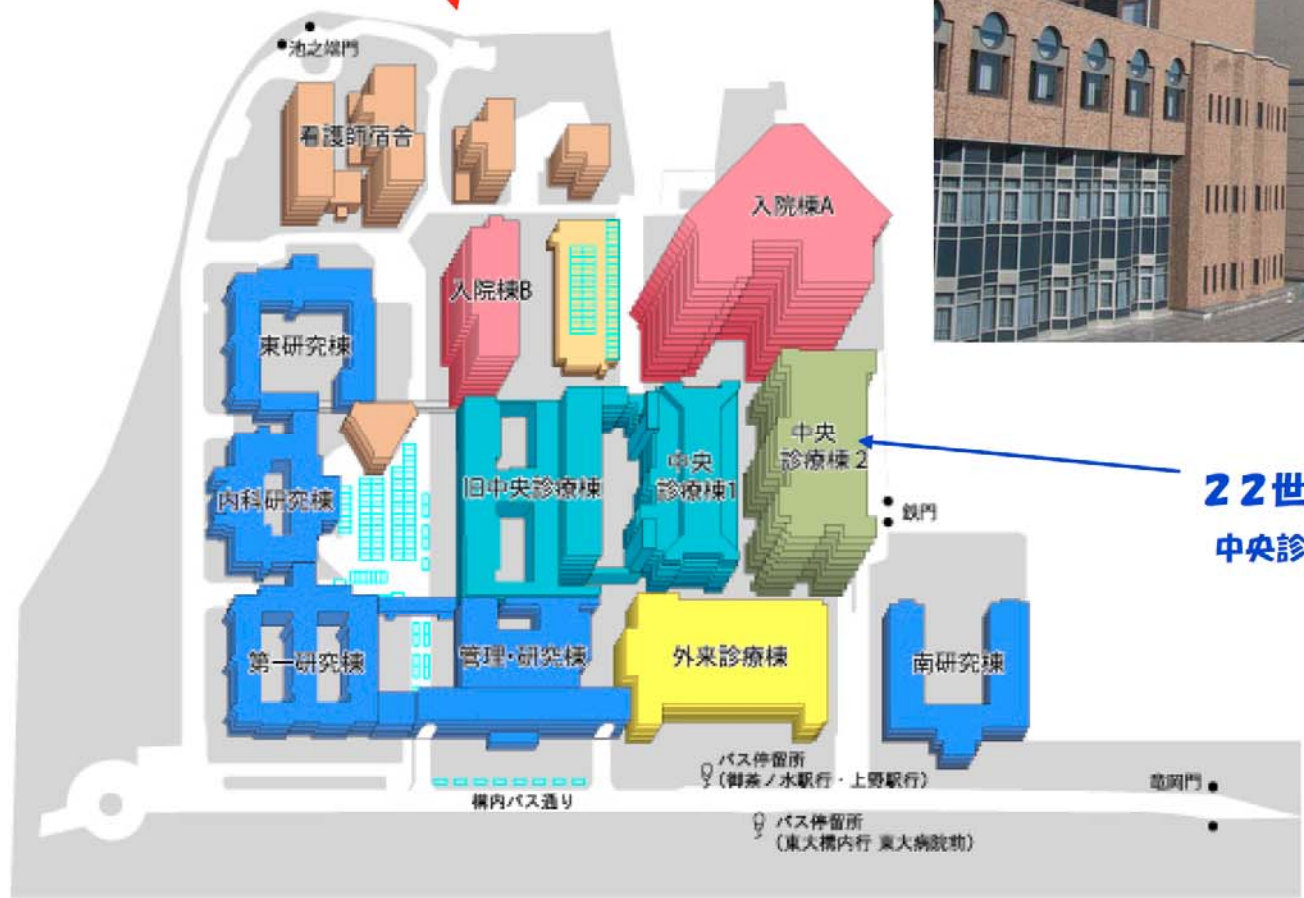 池之端門
看護師宿舎
入院棟A
入院棟B
東研究棟
中央
診療棟2
中央
診療棟1
旧中央診療棟
内科研究棟
鉄門
22世
中央診
第一研究棟
管理・研究棟
外来診療棟
南研究棟
バス停留所
(御茶ノ水駅行・上野駅行)
竜岡門
構内バス通り
バス停留所
(東大構内行 東大病院前)